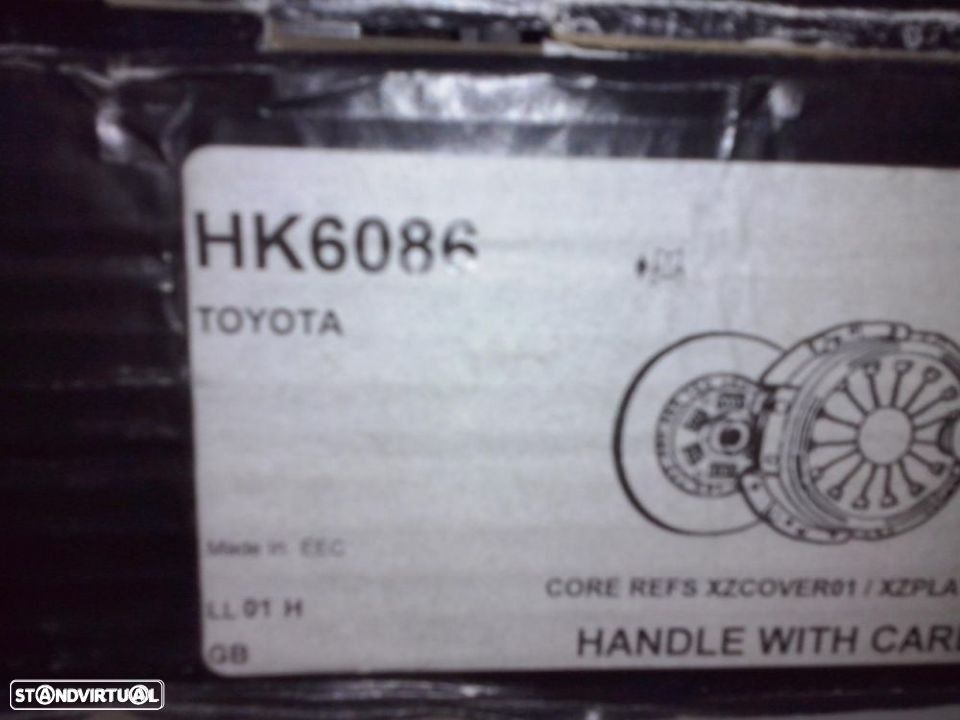 HK6086
TOYOTA
Made in EEC
CORE REFS XZCOVER01 / XZPLA
LL 01 H
HANDLE WITH CAR
GB
STANDVIRTUAL